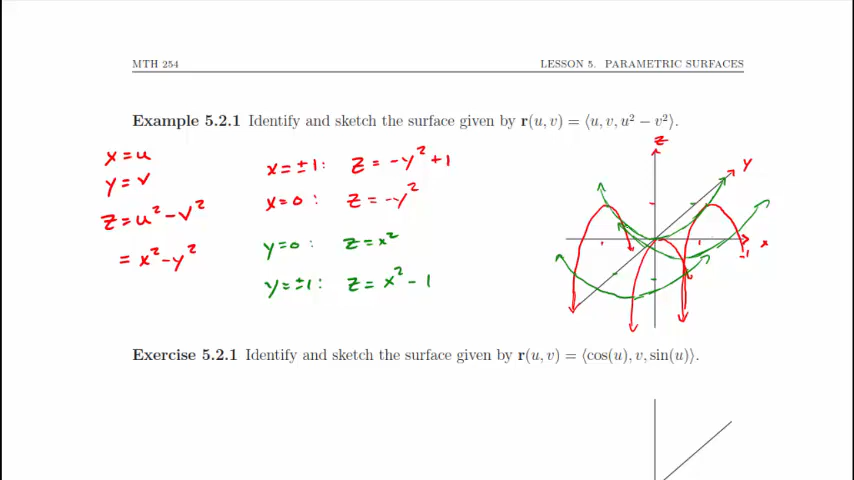 MTH 254 LESSON 5. PARAMETRIC SURFACES
Example 5.2.1 Identify and sketch the surface given by r(u, v) = ⟨u, v, u² − v²⟩.
x = u
y = v
z = u² − v²
= x² − y²
x = ±1: z = −y² + 1
x = 0: z = −y²
y = 0: z = x²
y = ±1: z = x² − 1
z
y
x
−1
Exercise 5.2.1 Identify and sketch the surface given by r(u, v) = ⟨cos(u), v, sin(u)⟩.